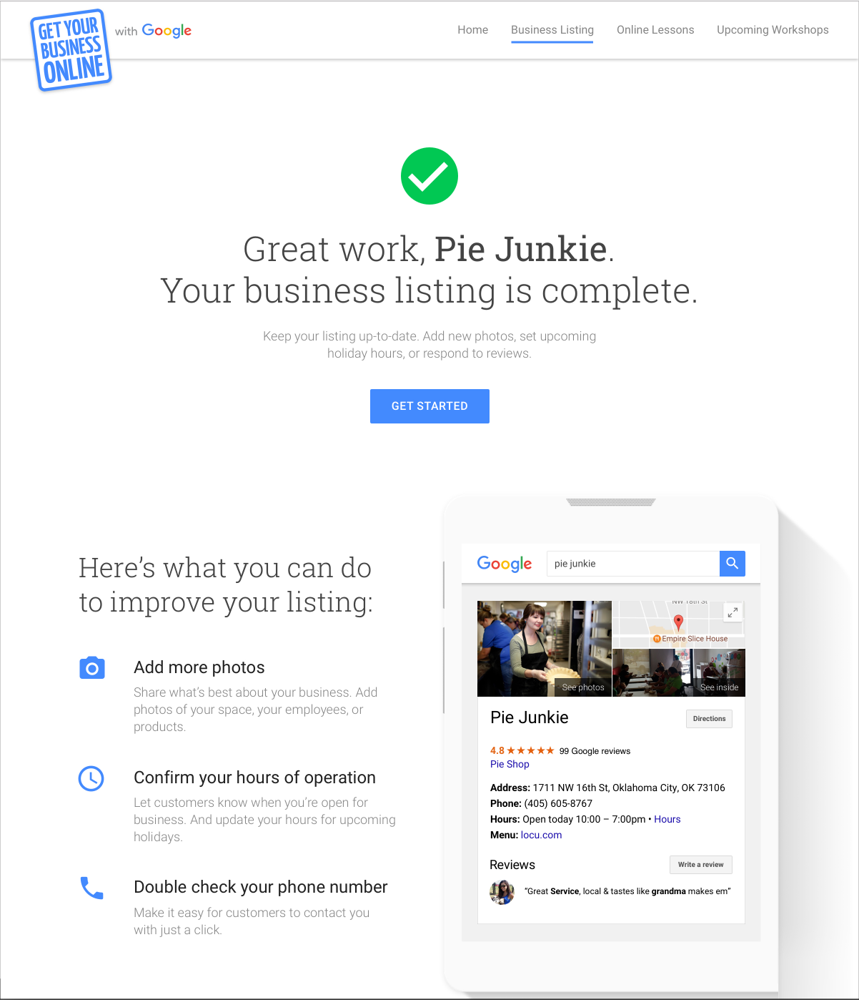 GET YOUR
BUSINESS
ONLINE
with Google
Home
Business Listing
Online Lessons
Upcoming Workshops
Great work, Pie Junkie.
Your business listing is complete.
Keep your listing up-to-date. Add new photos, set upcoming
holiday hours, or respond to reviews.
GET STARTED
Here's what you can do
to improve your listing:
Add more photos
Share what's best about your business. Add
photos of your space, your employees, or
products.
Confirm your hours of operation
Let customers know when you're open for
business. And update your hours for upcoming
holidays.
Double check your phone number
Make it easy for customers to contact you
with just a click.
Google
pie junkie
NW 18th St
Empire Slice House
See photos
See inside
Pie Junkie
Directions
4.8 ★★★★★ 99 Google reviews
Pie Shop
Address: 1711 NW 16th St, Oklahoma City, OK 73106
Phone: (405) 605-8767
Hours: Open today 10:00 – 7:00pm • Hours
Menu: locu.com
Reviews
Write a review
“Great Service, local & tastes like grandma makes em”